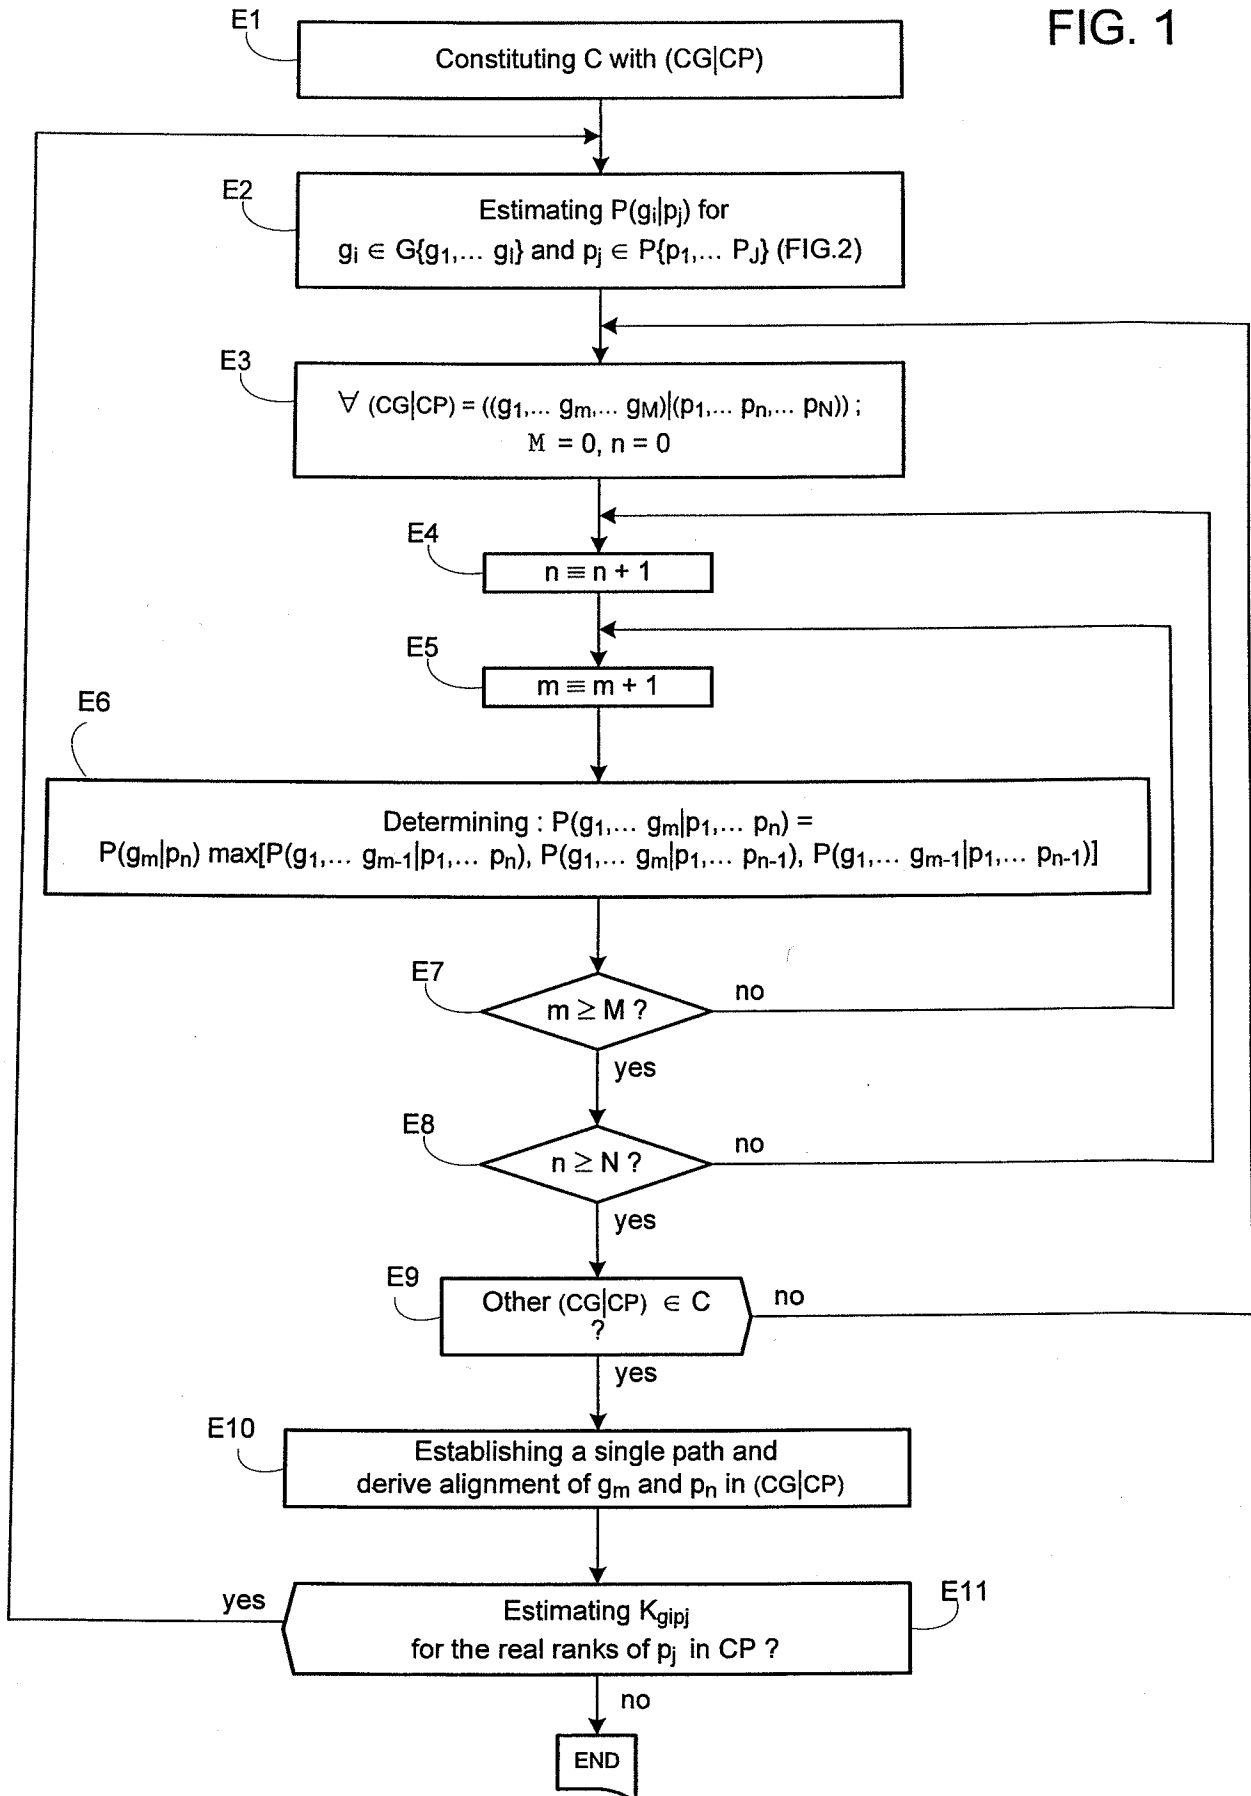 FIG. 1
E1
Constituting C with (CG|CP)
E2
Estimating P(gᵢ|pⱼ) for
gᵢ ∈ G{g₁,... g_I} and pⱼ ∈ P{p₁,... P_J} (FIG.2)
E3
∀ (CG|CP) = ((g₁,... gₘ,... g_M)|(p₁,... pₙ,... p_N)) ;
M = 0, n = 0
E4
n ≡ n + 1
E5
m ≡ m + 1
E6
Determining : P(g₁,... gₘ|p₁,... pₙ) =
P(gₘ|pₙ) max[P(g₁,... gₘ₋₁|p₁,... pₙ), P(g₁,... gₘ|p₁,... pₙ₋₁), P(g₁,... gₘ₋₁|p₁,... pₙ₋₁)]
E7
m ≥ M ?
no
yes
E8
n ≥ N ?
no
yes
E9
Other (CG|CP) ∈ C
?
no
yes
E10
Establishing a single path and
derive alignment of gₘ and pₙ in (CG|CP)
E11
yes
Estimating K_gipj
for the real ranks of pⱼ in CP ?
no
END